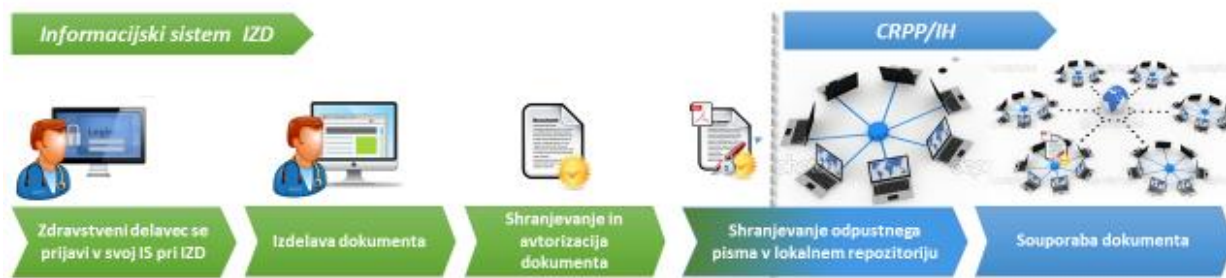 Informacijski sistem IZD
CRPP/IH
Login
Zdravstveni delavec se
prijavi v svoj IS pri IZD
Izdelava dokumenta
Shranjevanje in
avtorizacija
dokumenta
Shranjevanje odpustnega
pisma v lokalnem repozitoriju
Souporaba dokumenta